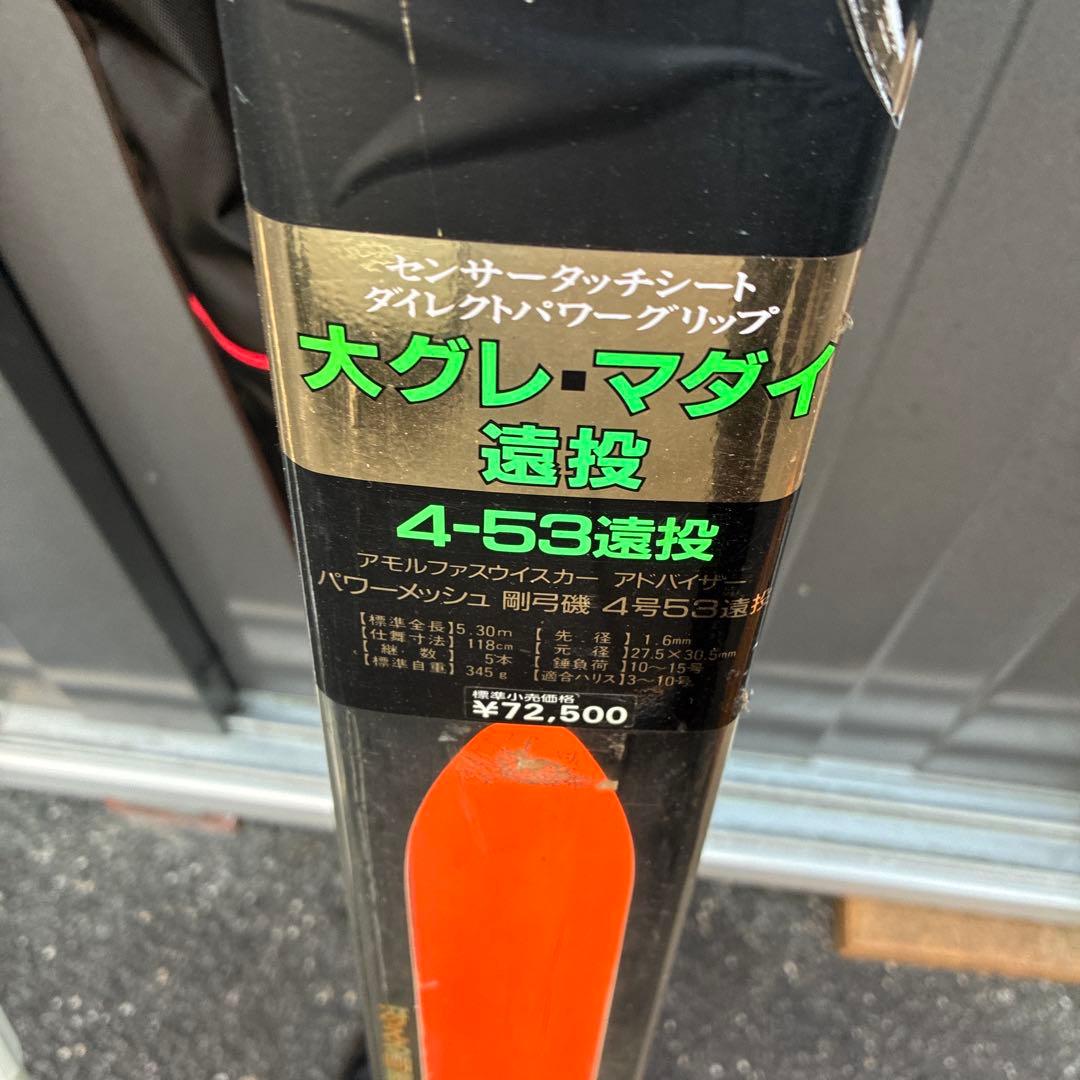 センサータッチシート
ダイレクトパワーグリップ
大グレ・マダイ
遠投
4-53遠投
アモルファスウイスカー アドバイザー
パワーメッシュ 剛弓磯 4号53遠投
【標準全長】5.30m 【先径】1.6mm
【仕舞寸法】118cm 【元径】27.5×30.5mm
【継数】5本 【錘負荷】10～15号
【標準自重】345g 【適合ハリス】3～10号
標準小売価格
¥72,500